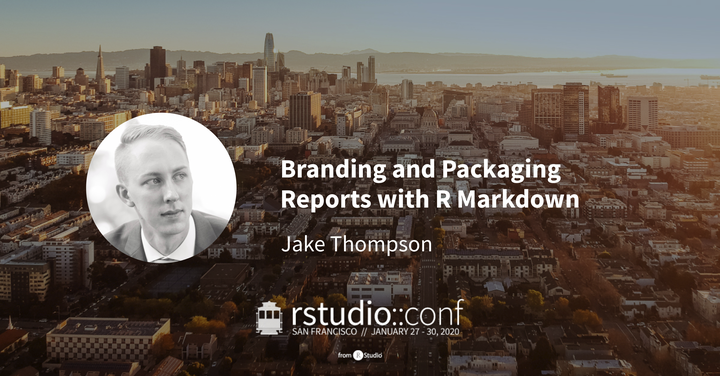 Branding and Packaging
Reports with R Markdown
Jake Thompson
rstudio::conf
SAN FRANCISCO // JANUARY 27 - 30, 2020
from R Studio